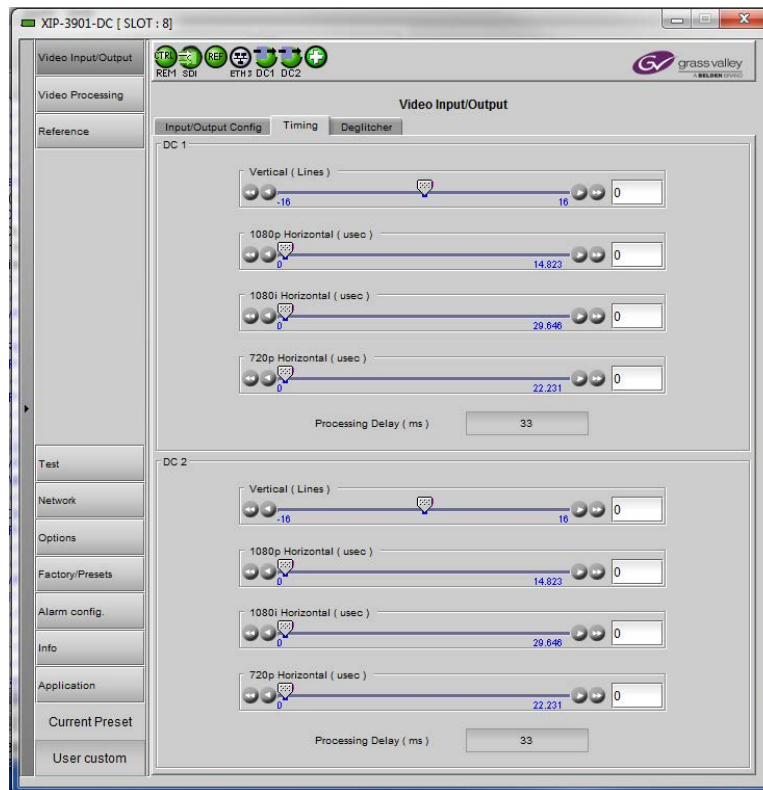 XIP-3901-DC [ SLOT : 8]
Video Input/Output
Video Processing
Reference
Test
Network
Options
Factory/Presets
Alarm config.
Info
Application
Current Preset
User custom
CTRL
REM
SDI
REF
ETH
DC1
DC2
GV
grass valley
A BELDEN BRAND
Video Input/Output
Input/Output Config
Timing
Deglitcher
DC 1
Vertical ( Lines )
-16
16
0
1080p Horizontal ( usec )
0
14.823
0
1080i Horizontal ( usec )
0
29.646
0
720p Horizontal ( usec )
0
22.231
0
Processing Delay ( ms )
33
DC 2
Vertical ( Lines )
-16
16
0
1080p Horizontal ( usec )
0
14.823
0
1080i Horizontal ( usec )
0
29.646
0
720p Horizontal ( usec )
0
22.231
0
Processing Delay ( ms )
33